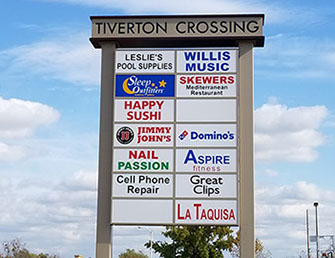 TIVERTON CROSSING
LESLIE'S
POOL SUPPLIES
WILLIS
MUSIC
Sleep
Outfitters
SKEWERS
Mediterranean
Restaurant
HAPPY
SUSHI
JIMMY
JOHN'S
Domino's
NAIL
PASSION
ASPIRE
fitness
Cell Phone
Repair
Great
Clips
LA TAQUISA